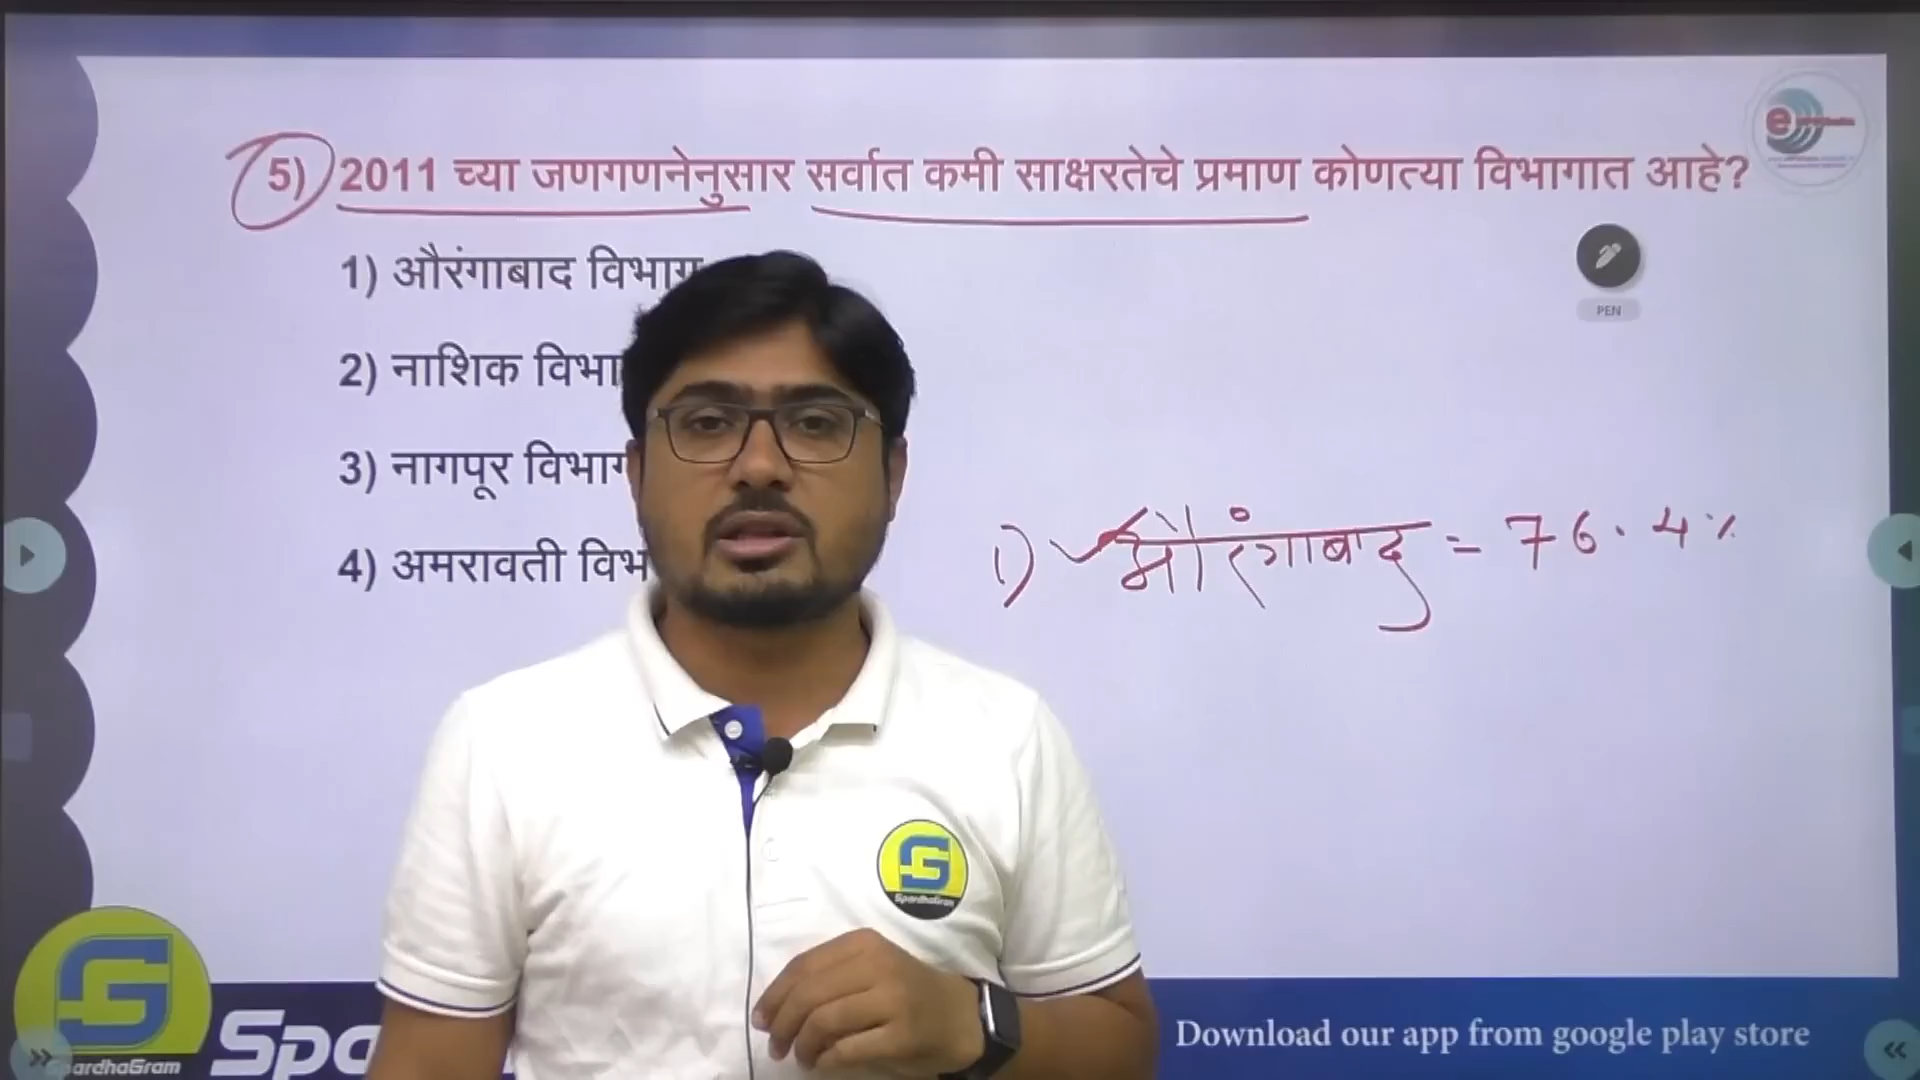 5) 2011 च्या जणगणनेनुसार सर्वात कमी साक्षरतेचे प्रमाण कोणत्या विभागात आहे?
1) औरंगाबाद विभाग
PEN
2) नाशिक विभा
3) नागपूर विभाग
4) अमरावती विभ
1) औरंगाबाद = 76.4%
SpardhaGram
Spa
Download our app from google play store